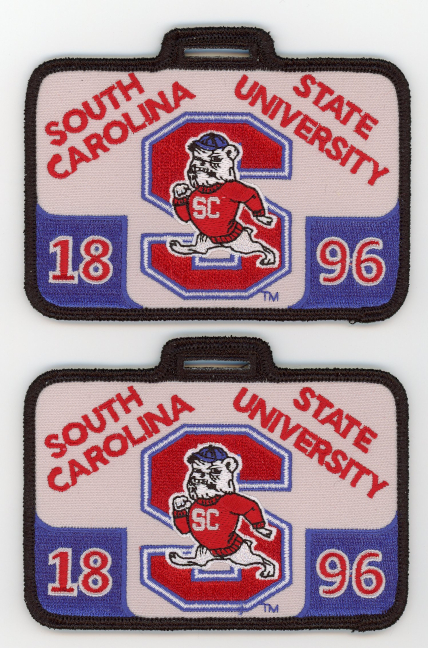 SOUTH
CAROLINA
STATE
UNIVERSITY
S
SC
18
96
TM
SOUTH
CAROLINA
STATE
UNIVERSITY
S
SC
18
96
TM